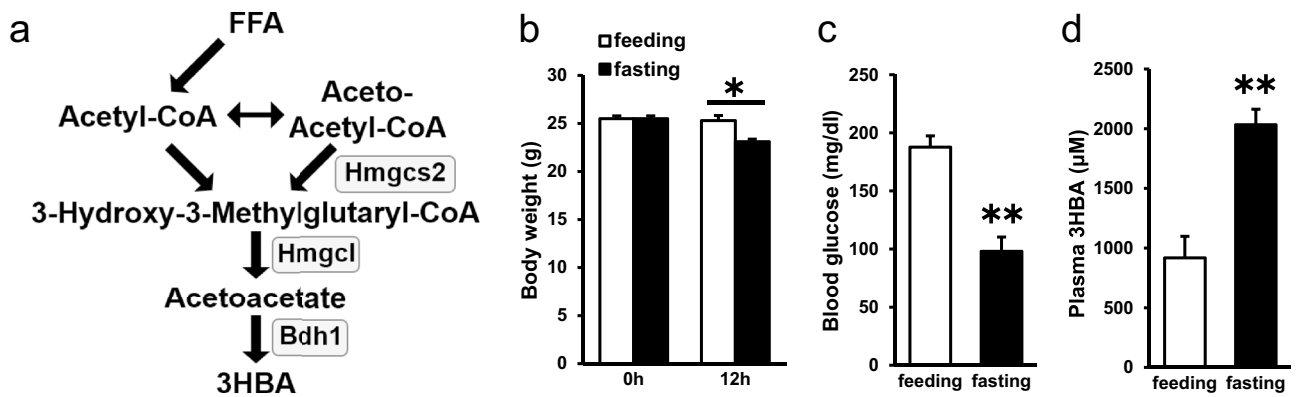 a
FFA
Acetyl-CoA
Aceto-
Acetyl-CoA
Hmgcs2
3-Hydroxy-3-Methylglutaryl-CoA
Hmgcl
Acetoacetate
Bdh1
3HBA
b
feeding
fasting
Body weight (g)
30
25
20
15
10
5
0
*
0h
12h
c
Blood glucose (mg/dl)
250
200
150
100
50
0
**
feeding
fasting
d
Plasma 3HBA (μM)
2500
2000
1500
1000
500
0
**
feeding
fasting